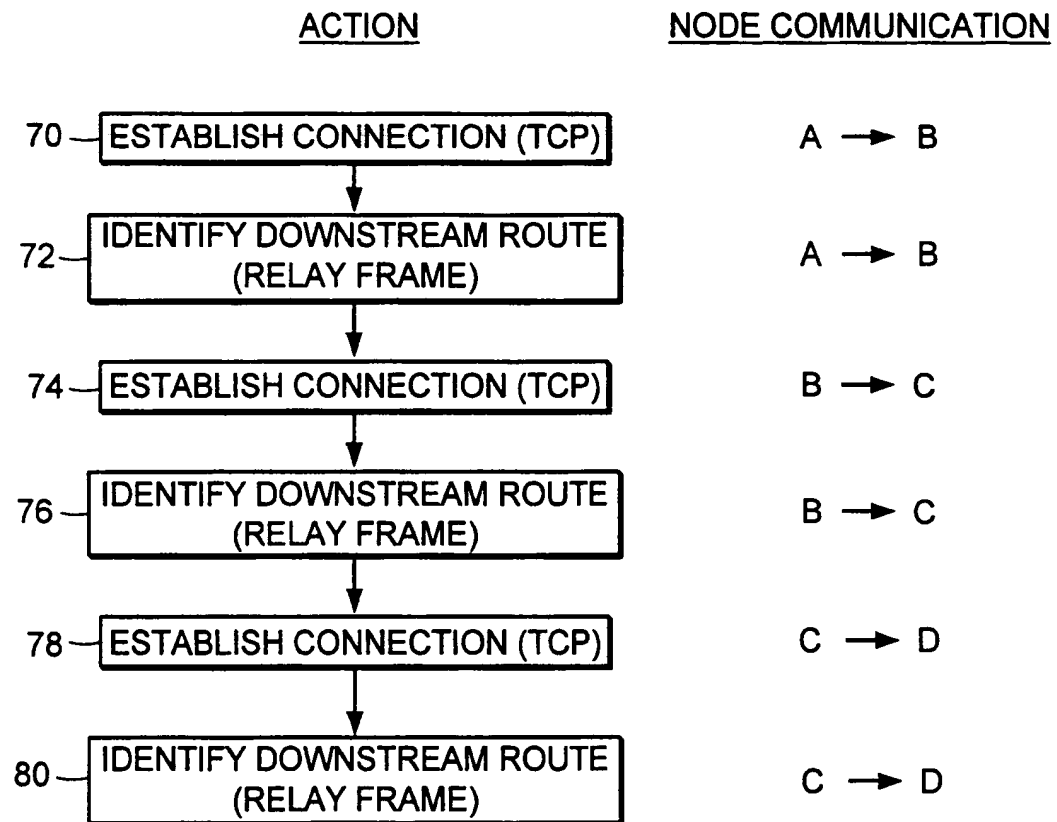 ACTION NODE COMMUNICATION
70 ESTABLISH CONNECTION (TCP) A → B
IDENTIFY DOWNSTREAM ROUTE
72 (RELAY FRAME) A → B
74 ESTABLISH CONNECTION (TCP) B → C
IDENTIFY DOWNSTREAM ROUTE
76 (RELAY FRAME) B → C
78 ESTABLISH CONNECTION (TCP) C → D
IDENTIFY DOWNSTREAM ROUTE
80 (RELAY FRAME) C → D